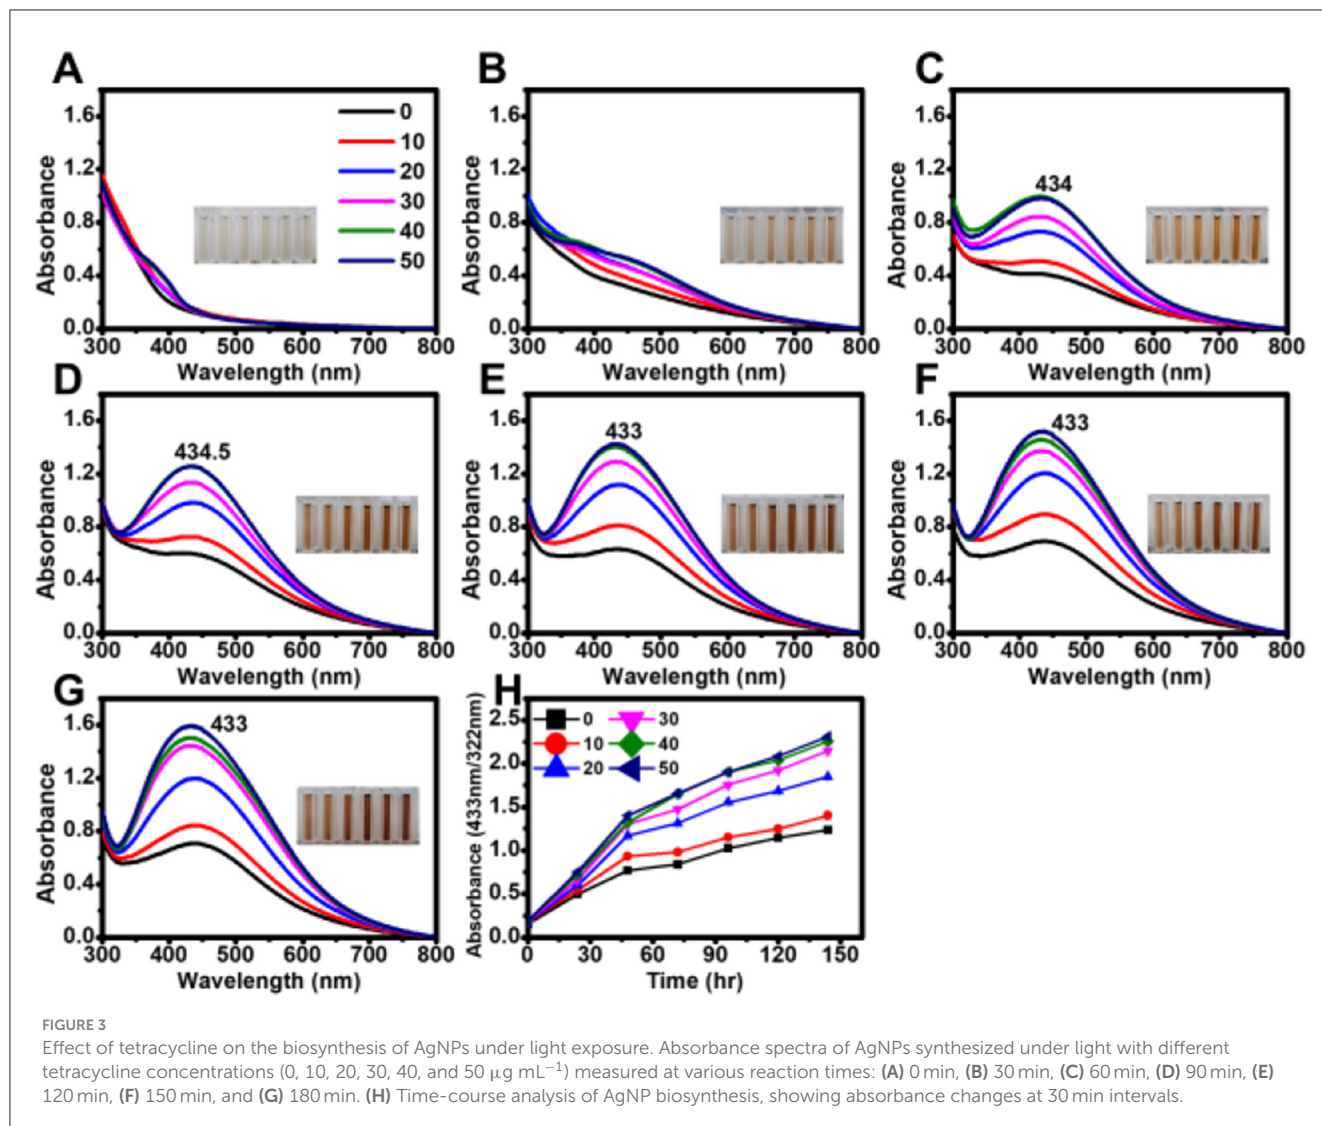 A
B
C
1.6
1.2
0.8
0.4
0.0
Absorbance
0
10
20
30
40
50
300 400 500 600 700 800
Wavelength (nm)
1.6
1.2
0.8
0.4
0.0
Absorbance
300 400 500 600 700 800
Wavelength (nm)
1.6
1.2
0.8
0.4
0.0
Aborbance
434
300 400 500 600 700 800
Wavelength (nm)
D
E
F
1.6
1.2
0.8
0.4
0.0
Absorbance
434.5
300 400 500 600 700 800
Wavelength (nm)
1.6
1.2
0.8
0.4
0.0
Absorbance
433
300 400 500 600 700 800
Wavelength (nm)
1.6
1.2
0.8
0.4
0.0
Absorbance
433
300 400 500 600 700 800
Wavelength (nm)
G
H
1.6
1.2
0.8
0.4
0.0
Absorbance
433
300 400 500 600 700 800
Wavelength (nm)
2.5
2.0
1.5
1.0
0.5
0.0
Absorbance (433nm/322nm)
0 30
10 40
20 50
0 30 60 90 120 150
Time (hr)
FIGURE 3
Effect of tetracycline on the biosynthesis of AgNPs under light exposure. Absorbance spectra of AgNPs synthesized under light with different
tetracycline concentrations (0, 10, 20, 30, 40, and 50 μg mL⁻¹) measured at various reaction times: (A) 0 min, (B) 30 min, (C) 60 min, (D) 90 min, (E)
120 min, (F) 150 min, and (G) 180 min. (H) Time-course analysis of AgNP biosynthesis, showing absorbance changes at 30 min intervals.